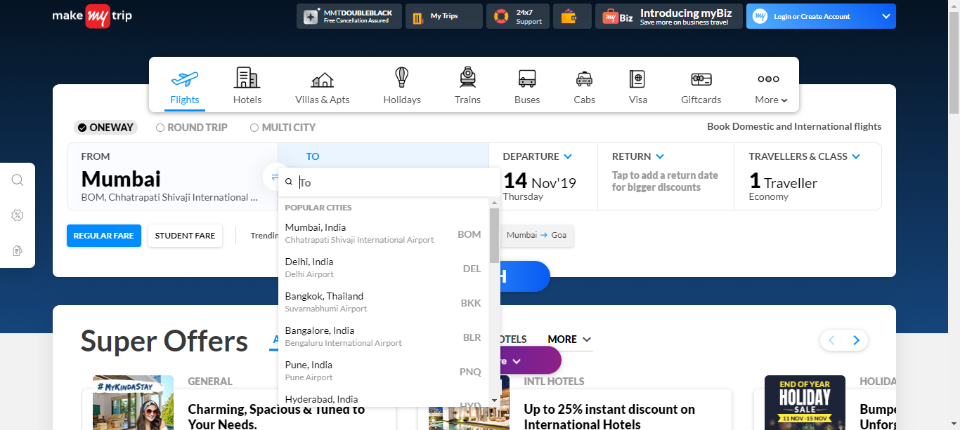 make my trip
MMTDOUBLEBLACK
Free Cancellation Assured
My Trips
24x7
Support
my Biz
Introducing myBiz
Save more on business travel
my
Login or Create Account
Flights
Hotels
Villas & Apts
Holidays
Trains
Buses
Cabs
Visa
Giftcards
More
ONEWAY
ROUND TRIP
MULTI CITY
Book Domestic and International flights
FROM
Mumbai
BOM, Chhatrapati Shivaji International ...
TO
To
DEPARTURE
14 Nov'19
Thursday
RETURN
Tap to add a return date
for bigger discounts
TRAVELLERS & CLASS
1 Traveller
Economy
REGULAR FARE
STUDENT FARE
Mumbai → Goa
POPULAR CITIES
Mumbai, India
Chhatrapati Shivaji International Airport
BOM
Delhi, India
Delhi Airport
DEL
Bangkok, Thailand
Suvarnabhumi Airport
BKK
Bangalore, India
Bengaluru International Airport
BLR
Pune, India
Pune Airport
PNQ
Hyderabad, India
HYD
Super Offers
MORE
#MYKINDASTAY
GENERAL
Charming, Spacious & Tuned to
Your Needs.
INTL HOTELS
Up to 25% instant discount on
International Hotels
END OF YEAR
HOLIDAY
SALE
11 NOV - 15 NOV